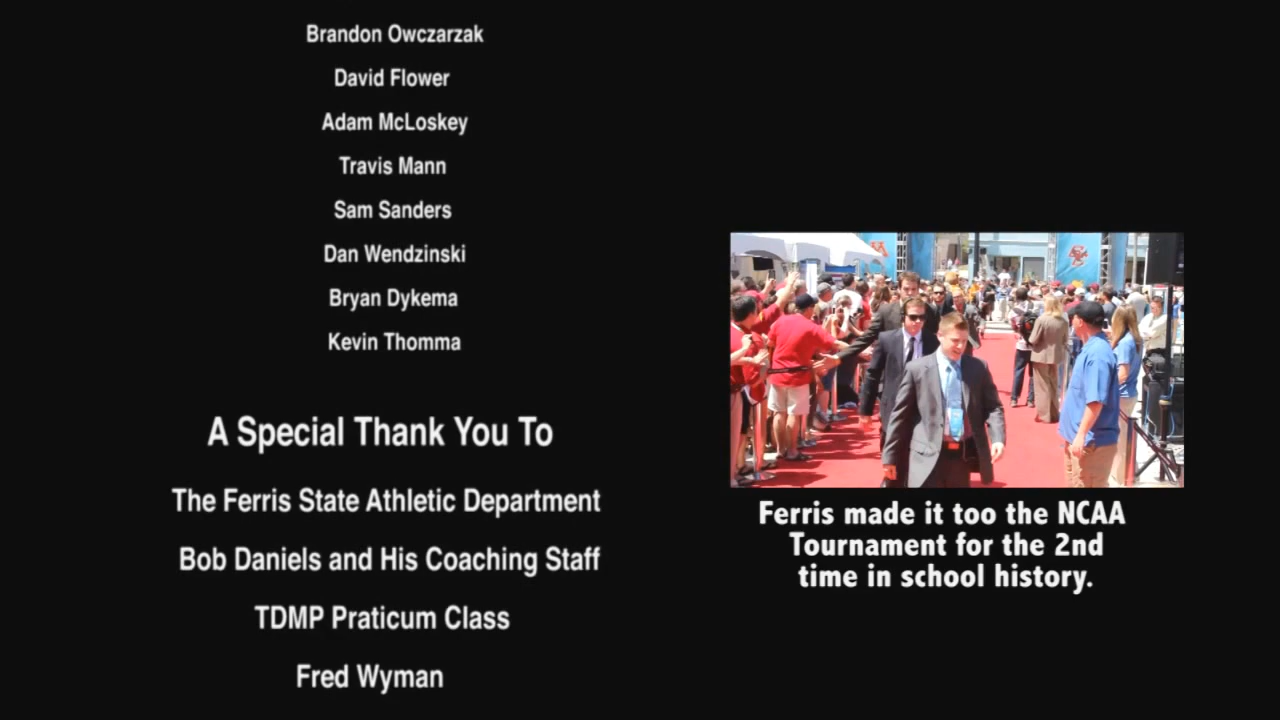 Brandon Owczarzak
David Flower
Adam McLoskey
Travis Mann
Sam Sanders
Dan Wendzinski
Bryan Dykema
Kevin Thomma
A Special Thank You To
The Ferris State Athletic Department
Bob Daniels and His Coaching Staff
TDMP Praticum Class
Fred Wyman
Ferris made it too the NCAA
Tournament for the 2nd
time in school history.